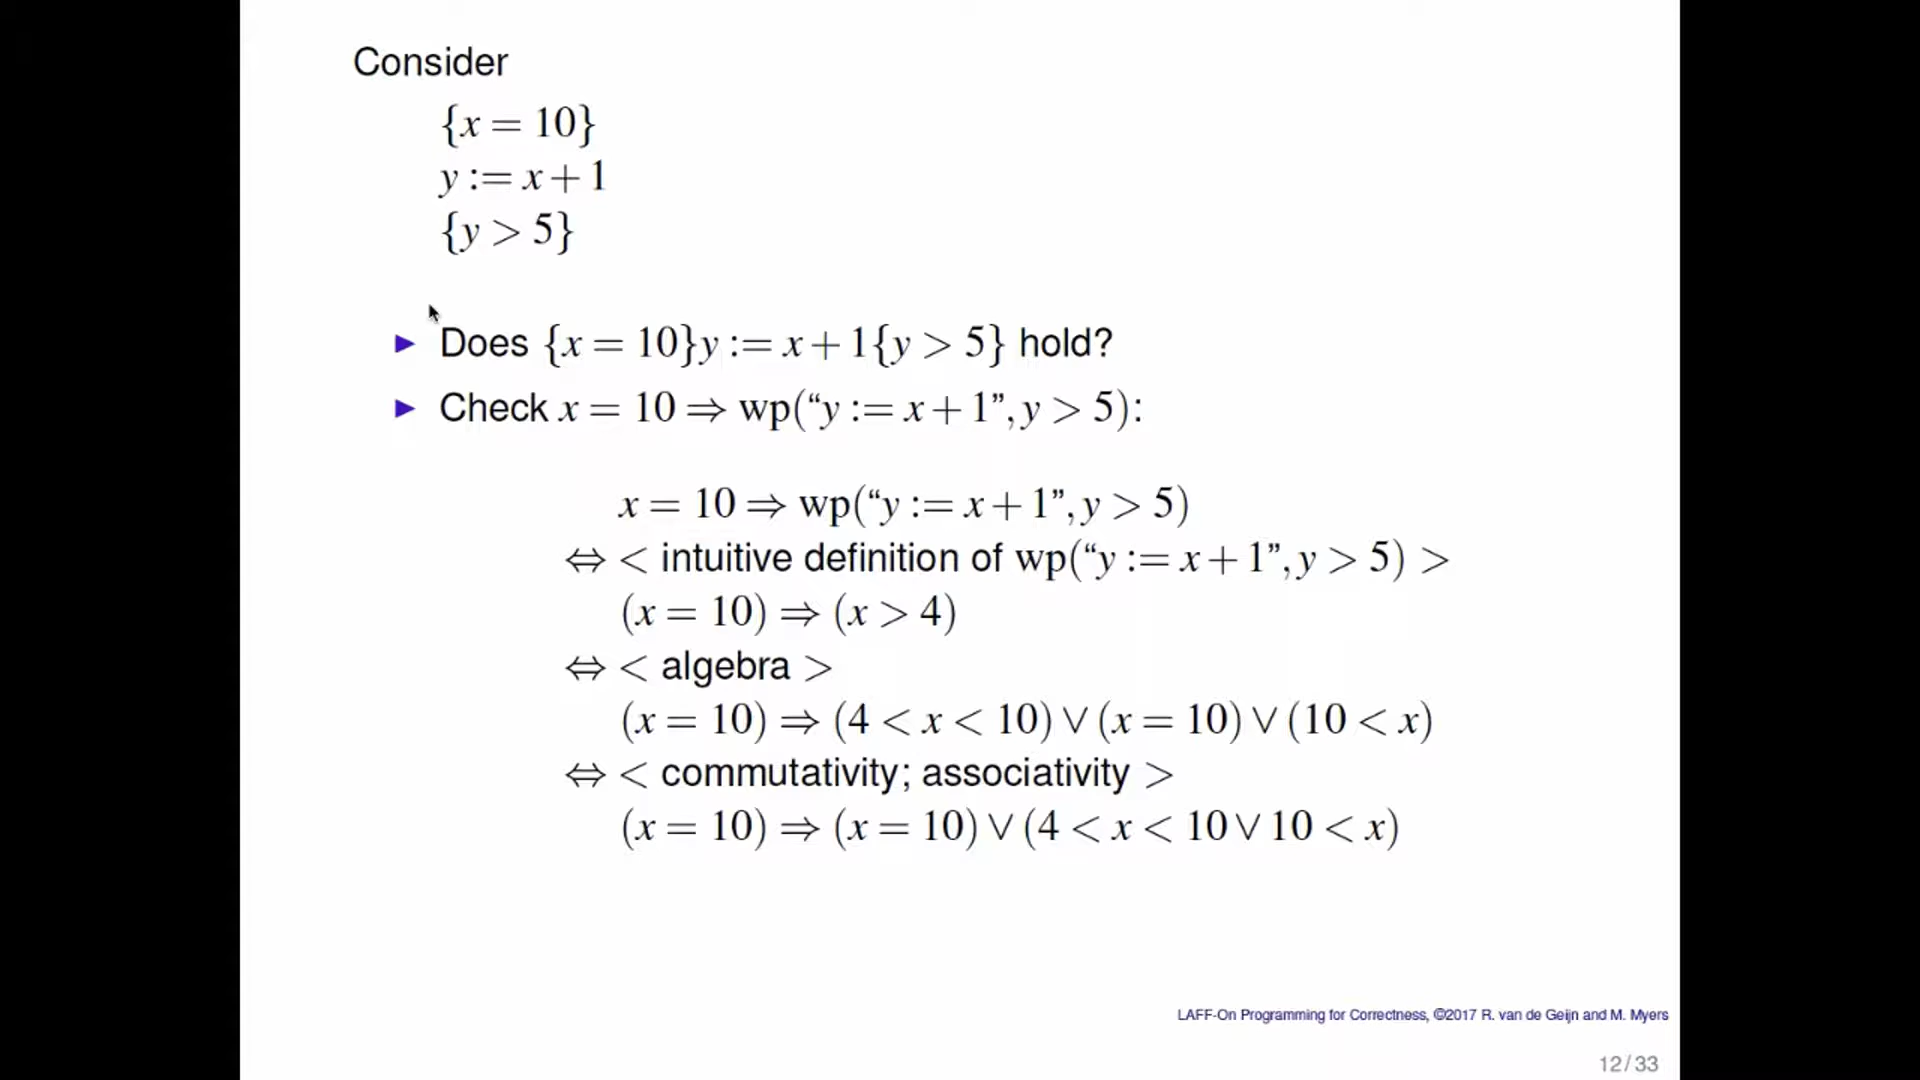 Consider
{x = 10}
y := x + 1
{y > 5}
▶ Does {x = 10}y := x + 1{y > 5} hold?
▶ Check x = 10 ⇒ wp(“y := x + 1”, y > 5):
x = 10 ⇒ wp(“y := x + 1”, y > 5)
⇔ < intuitive definition of wp(“y := x + 1”, y > 5) >
(x = 10) ⇒ (x > 4)
⇔ < algebra >
(x = 10) ⇒ (4 < x < 10) ∨ (x = 10) ∨ (10 < x)
⇔ < commutativity; associativity >
(x = 10) ⇒ (x = 10) ∨ (4 < x < 10 ∨ 10 < x)
LAFF-On Programming for Correctness, ©2017 R. van de Geijn and M. Myers
12/33